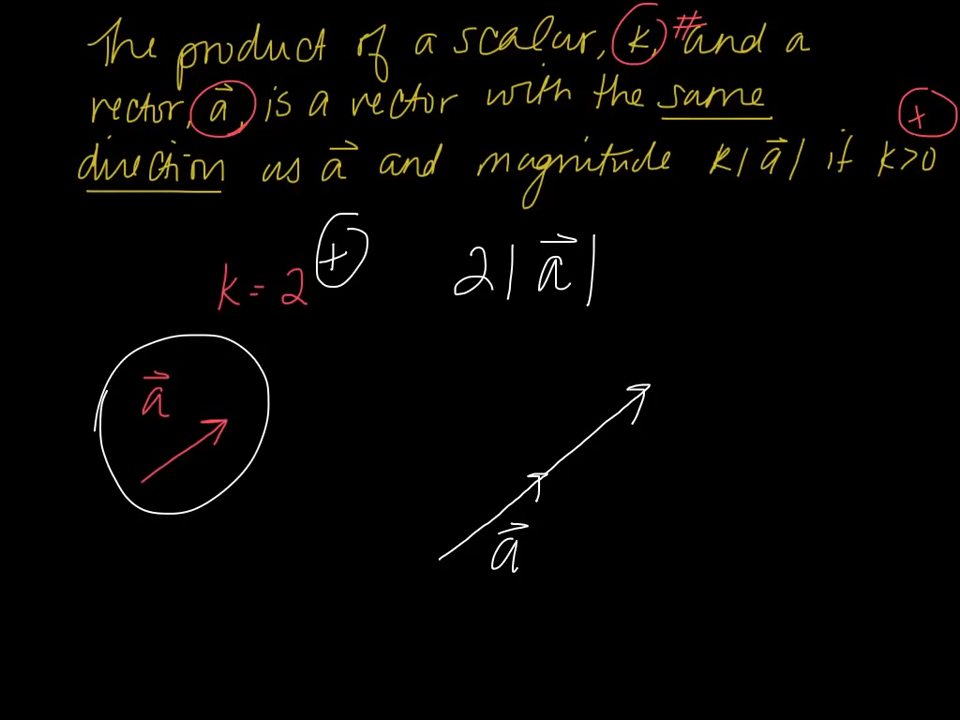 The product of a scalar, k, # and a
vector, a⃗, is a vector with the same
direction as a⃗ and magnitude k|a⃗| if k>0
+
k = 2 +
2|a⃗|
a⃗
a⃗